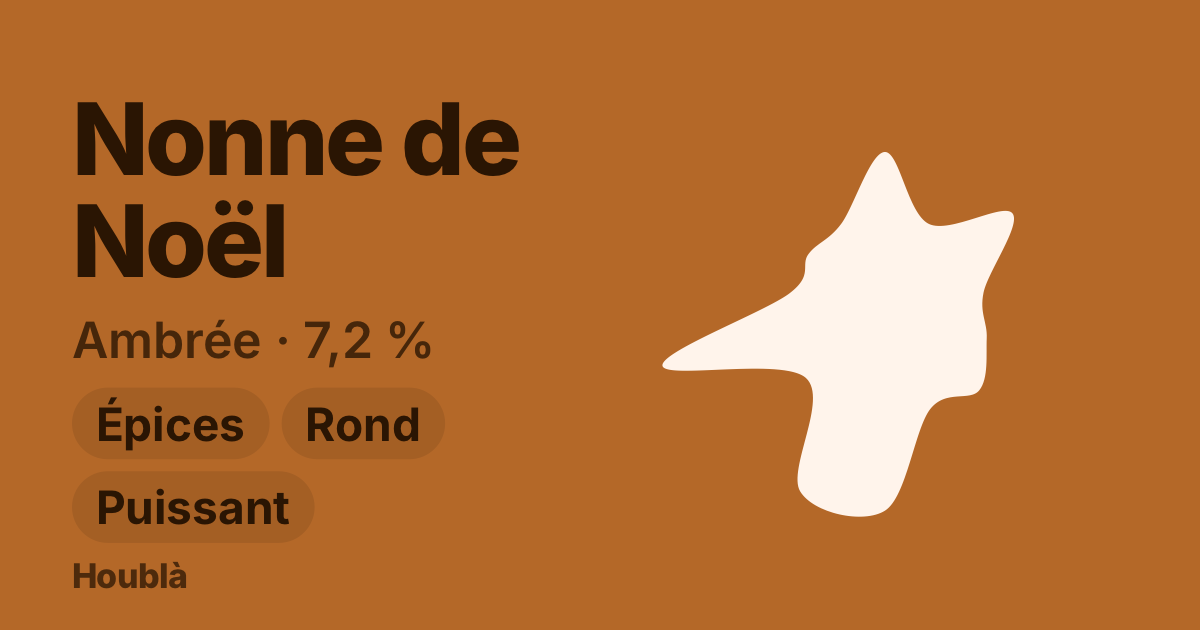 Nonne de
Noël
Ambrée · 7,2 %
Épices Rond
Puissant
Houblà